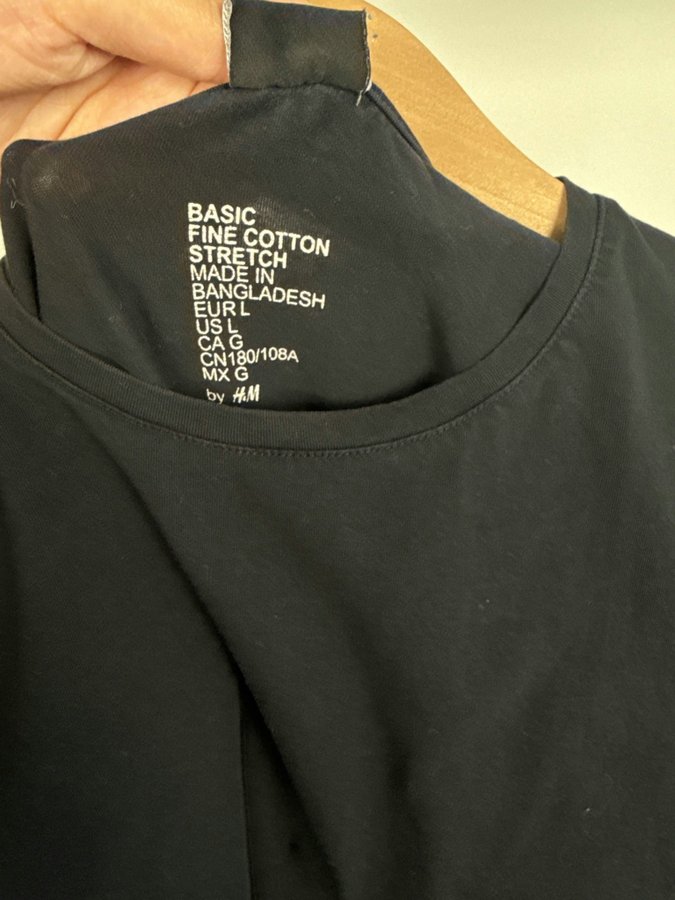 BASIC
FINE COTTON
STRETCH
MADE IN
BANGLADESH
EUR L
US L
CA G
CN180/108A
MX G
by H&M